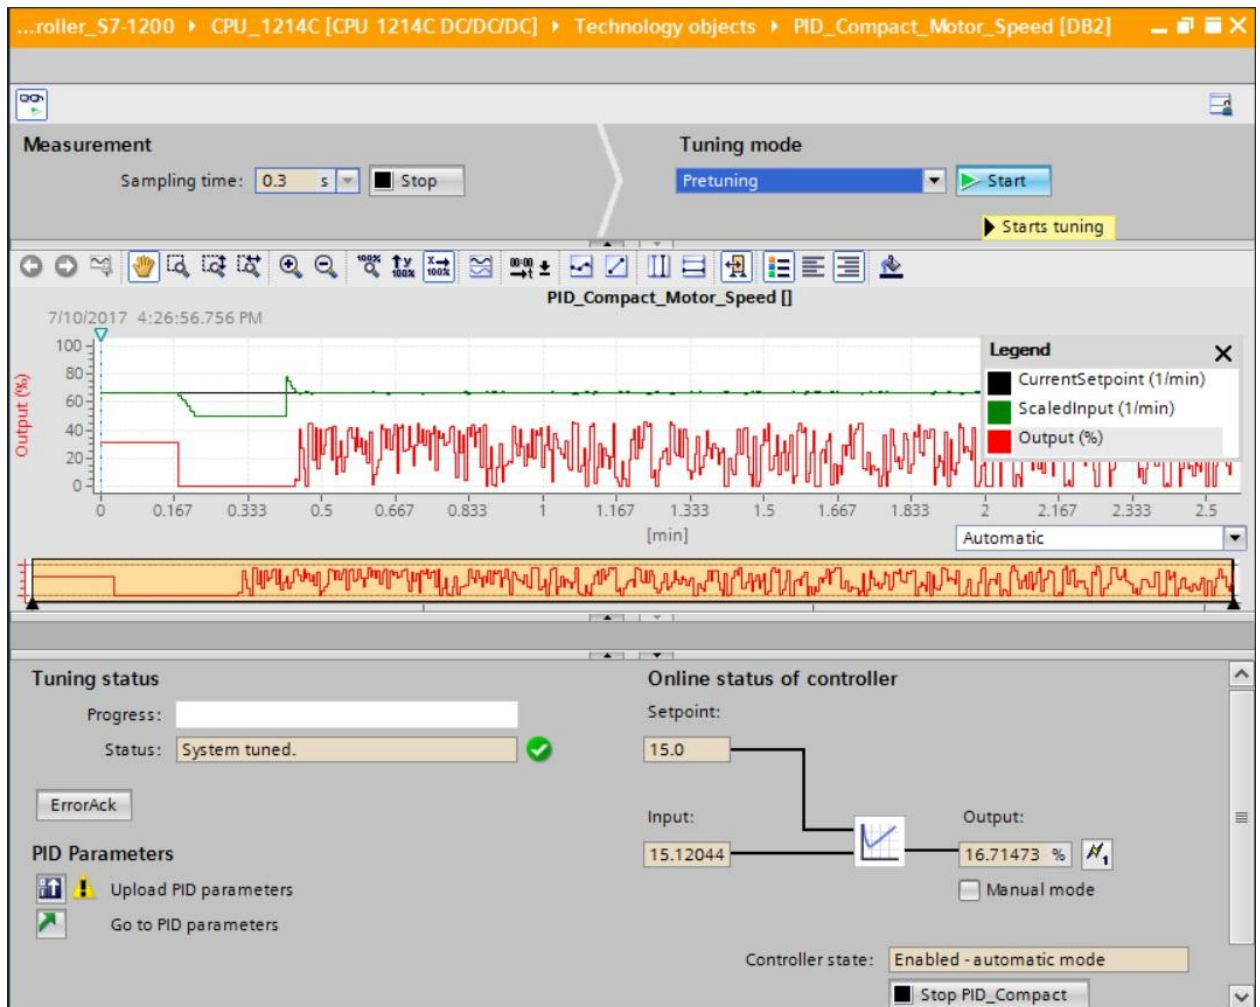 ...roller_S7-1200 ▸ CPU_1214C [CPU 1214C DC/DC/DC] ▸ Technology objects ▸ PID_Compact_Motor_Speed [DB2]
Measurement
Tuning mode
Sampling time: 0.3 s Stop
Pretuning Start
Starts tuning
PID_Compact_Motor_Speed []
7/10/2017 4:26:56.756 PM
Output (%)
100
80
60
40
20
0
Legend
CurrentSetpoint (1/min)
ScaledInput (1/min)
Output (%)
0 0.167 0.333 0.5 0.667 0.833 1 1.167 1.333 1.5 1.667 1.833 2 2.167 2.333 2.5
[min]
Automatic
Tuning status
Progress:
Status: System tuned.
ErrorAck
PID Parameters
Upload PID parameters
Go to PID parameters
Online status of controller
Setpoint:
15.0
Input:
15.12044
Output:
16.71473 %
Manual mode
Controller state: Enabled - automatic mode
Stop PID_Compact